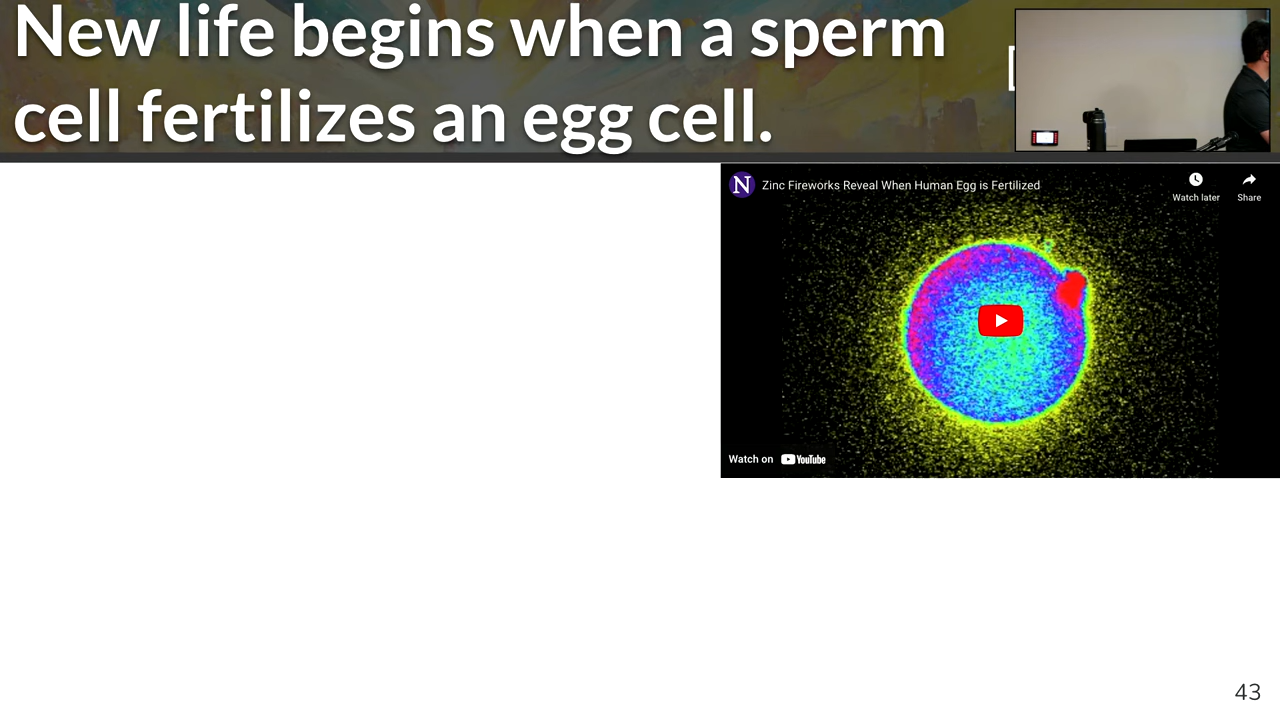 New life begins when a sperm
cell fertilizes an egg cell.
N Zinc Fireworks Reveal When Human Egg is Fertilized
Watch later
Share
Watch on YouTube
43